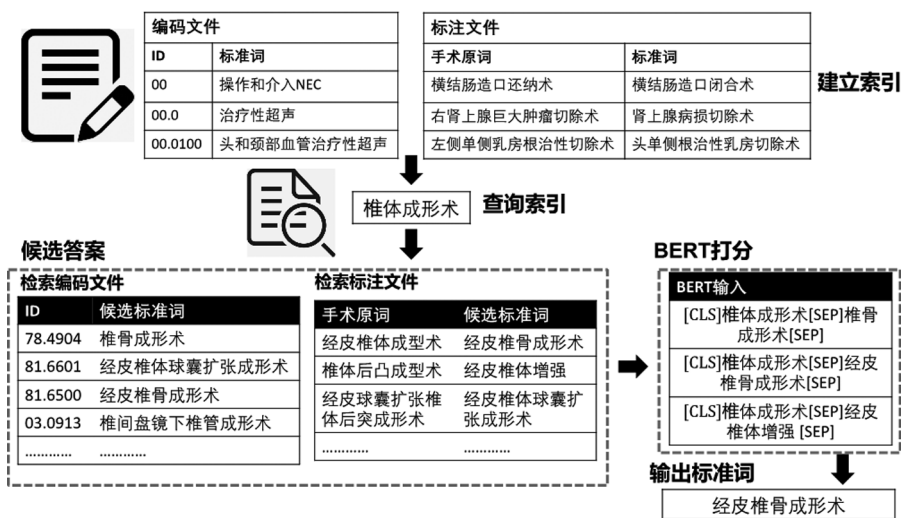 编码文件
ID 标准词
00 操作和介入NEC
00.0 治疗性超声
00.0100 头和颈部血管治疗性超声
标注文件
手术原词 标准词
横结肠造口还纳术 横结肠造口闭合术
右肾上腺巨大肿瘤切除术 肾上腺病损切除术
左侧单侧乳房根治性切除术 头单侧根治性乳房切除术
建立索引
椎体成形术
查询索引
候选答案
检索编码文件
ID 候选标准词
78.4904 椎骨成形术
81.6601 经皮椎体球囊扩张成形术
81.6500 经皮椎骨成形术
03.0913 椎间盘镜下椎管成形术
………… …………
检索标注文件
手术原词 候选标准词
经皮椎体成型术 经皮椎骨成形术
椎体后凸成型术 经皮椎体增强
经皮球囊扩张椎 经皮椎体球囊扩
体后突成形术 张成形术
………… …………
BERT打分
BERT输入
[CLS]椎体成形术[SEP]椎骨
成形术[SEP]
[CLS]椎体成形术[SEP]经皮
椎骨成形术[SEP]
[CLS]椎体成形术[SEP]经皮
椎体增强 [SEP]
输出标准词
经皮椎骨成形术